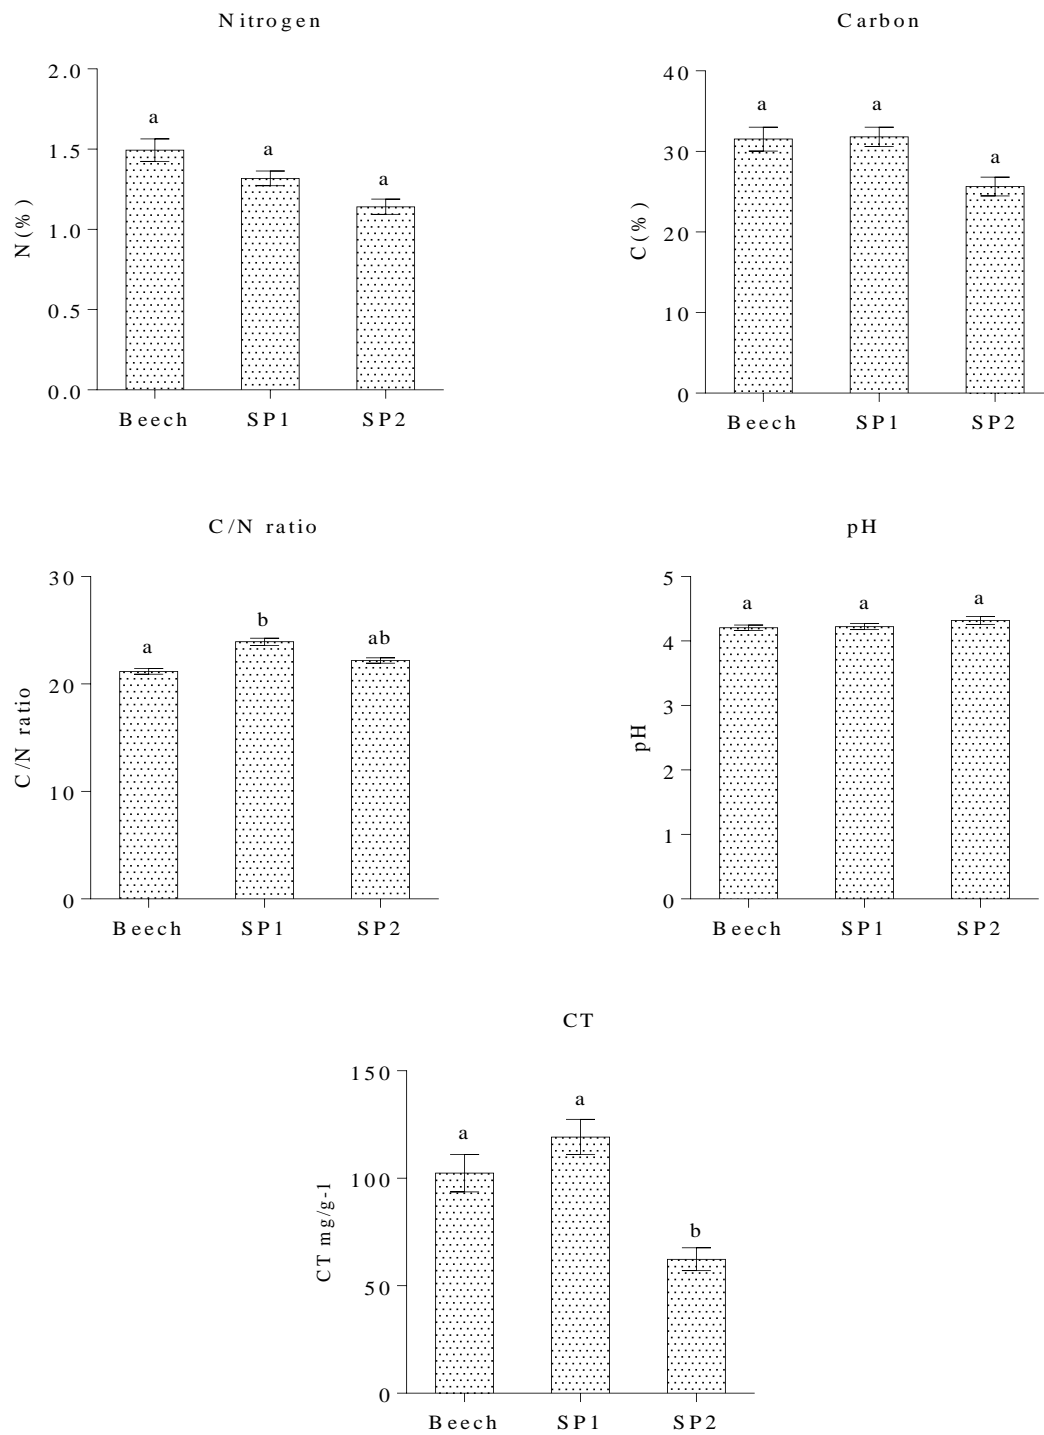 Nitrogen
N(%)
2.0
1.5
1.0
0.5
0.0
a
a
a
Beech SP1 SP2
Carbon
C(%)
40
30
20
10
0
a
a
a
Beech SP1 SP2
C/N ratio
C/N ratio
30
20
10
0
a
b
ab
Beech SP1 SP2
pH
pH
5
4
3
2
1
0
a
a
a
Beech SP1 SP2
CT
CT mg/g-1
150
100
50
0
a
a
b
Beech SP1 SP2